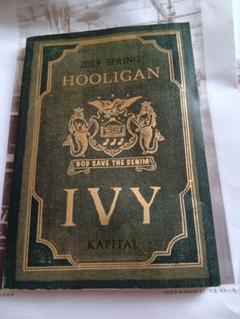 2013 SPRING
HOOLIGAN
GOD SAVE THE DENIM
IVY
KAPITAL